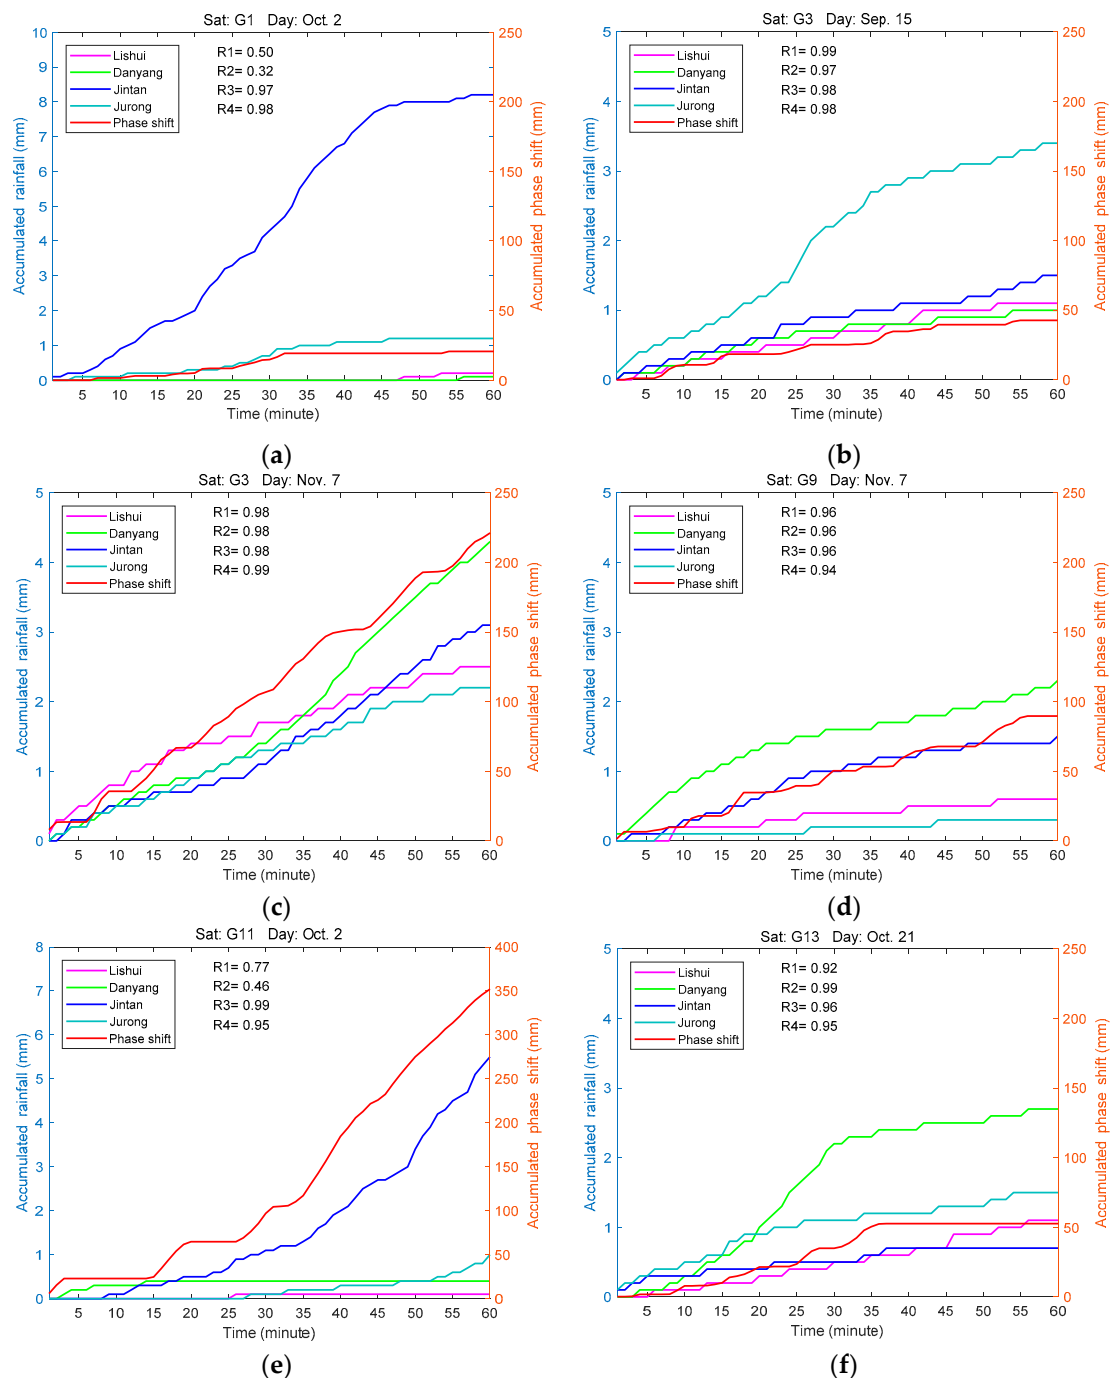 Sat: G1 Day: Oct. 2
Lishui
Danyang
Jintan
Jurong
Phase shift
R1= 0.50
R2= 0.32
R3= 0.97
R4= 0.98
0 1 2 3 4 5 6 7 8 9 10
0 50 100 150 200 250
5 10 15 20 25 30 35 40 45 50 55 60
Accumulated rainfall (mm)
Accumulated phase shift (mm)
Time (minute)
(a)
Sat: G3 Day: Sep. 15
Lishui
Danyang
Jintan
Jurong
Phase shift
R1= 0.99
R2= 0.97
R3= 0.98
R4= 0.98
0 1 2 3 4 5
0 50 100 150 200 250
5 10 15 20 25 30 35 40 45 50 55 60
Accumulated rainfall (mm)
Accumulated phase shift (mm)
Time (minute)
(b)
Sat: G3 Day: Nov. 7
Lishui
Danyang
Jintan
Jurong
Phase shift
R1= 0.98
R2= 0.98
R3= 0.98
R4= 0.99
0 1 2 3 4 5
0 50 100 150 200 250
5 10 15 20 25 30 35 40 45 50 55 60
Accumulated rainfall (mm)
Accumulated phase shift (mm)
Time (minute)
(c)
Sat: G9 Day: Nov. 7
Lishui
Danyang
Jintan
Jurong
Phase shift
R1= 0.96
R2= 0.96
R3= 0.96
R4= 0.94
0 1 2 3 4 5
0 50 100 150 200 250
5 10 15 20 25 30 35 40 45 50 55 60
Accumulated rainfall (mm)
Accumulated phase shift (mm)
Time (minute)
(d)
Sat: G11 Day: Oct. 2
Lishui
Danyang
Jintan
Jurong
Phase shift
R1= 0.77
R2= 0.46
R3= 0.99
R4= 0.95
0 1 2 3 4 5 6 7 8
0 50 100 150 200 250 300 350 400
5 10 15 20 25 30 35 40 45 50 55 60
Accumulated rainfall (mm)
Accumulated phase shift (mm)
Time (minute)
(e)
Sat: G13 Day: Oct. 21
Lishui
Danyang
Jintan
Jurong
Phase shift
R1= 0.92
R2= 0.99
R3= 0.96
R4= 0.95
0 1 2 3 4 5
0 50 100 150 200 250
5 10 15 20 25 30 35 40 45 50 55 60
Accumulated rainfall (mm)
Accumulated phase shift (mm)
Time (minute)
(f)